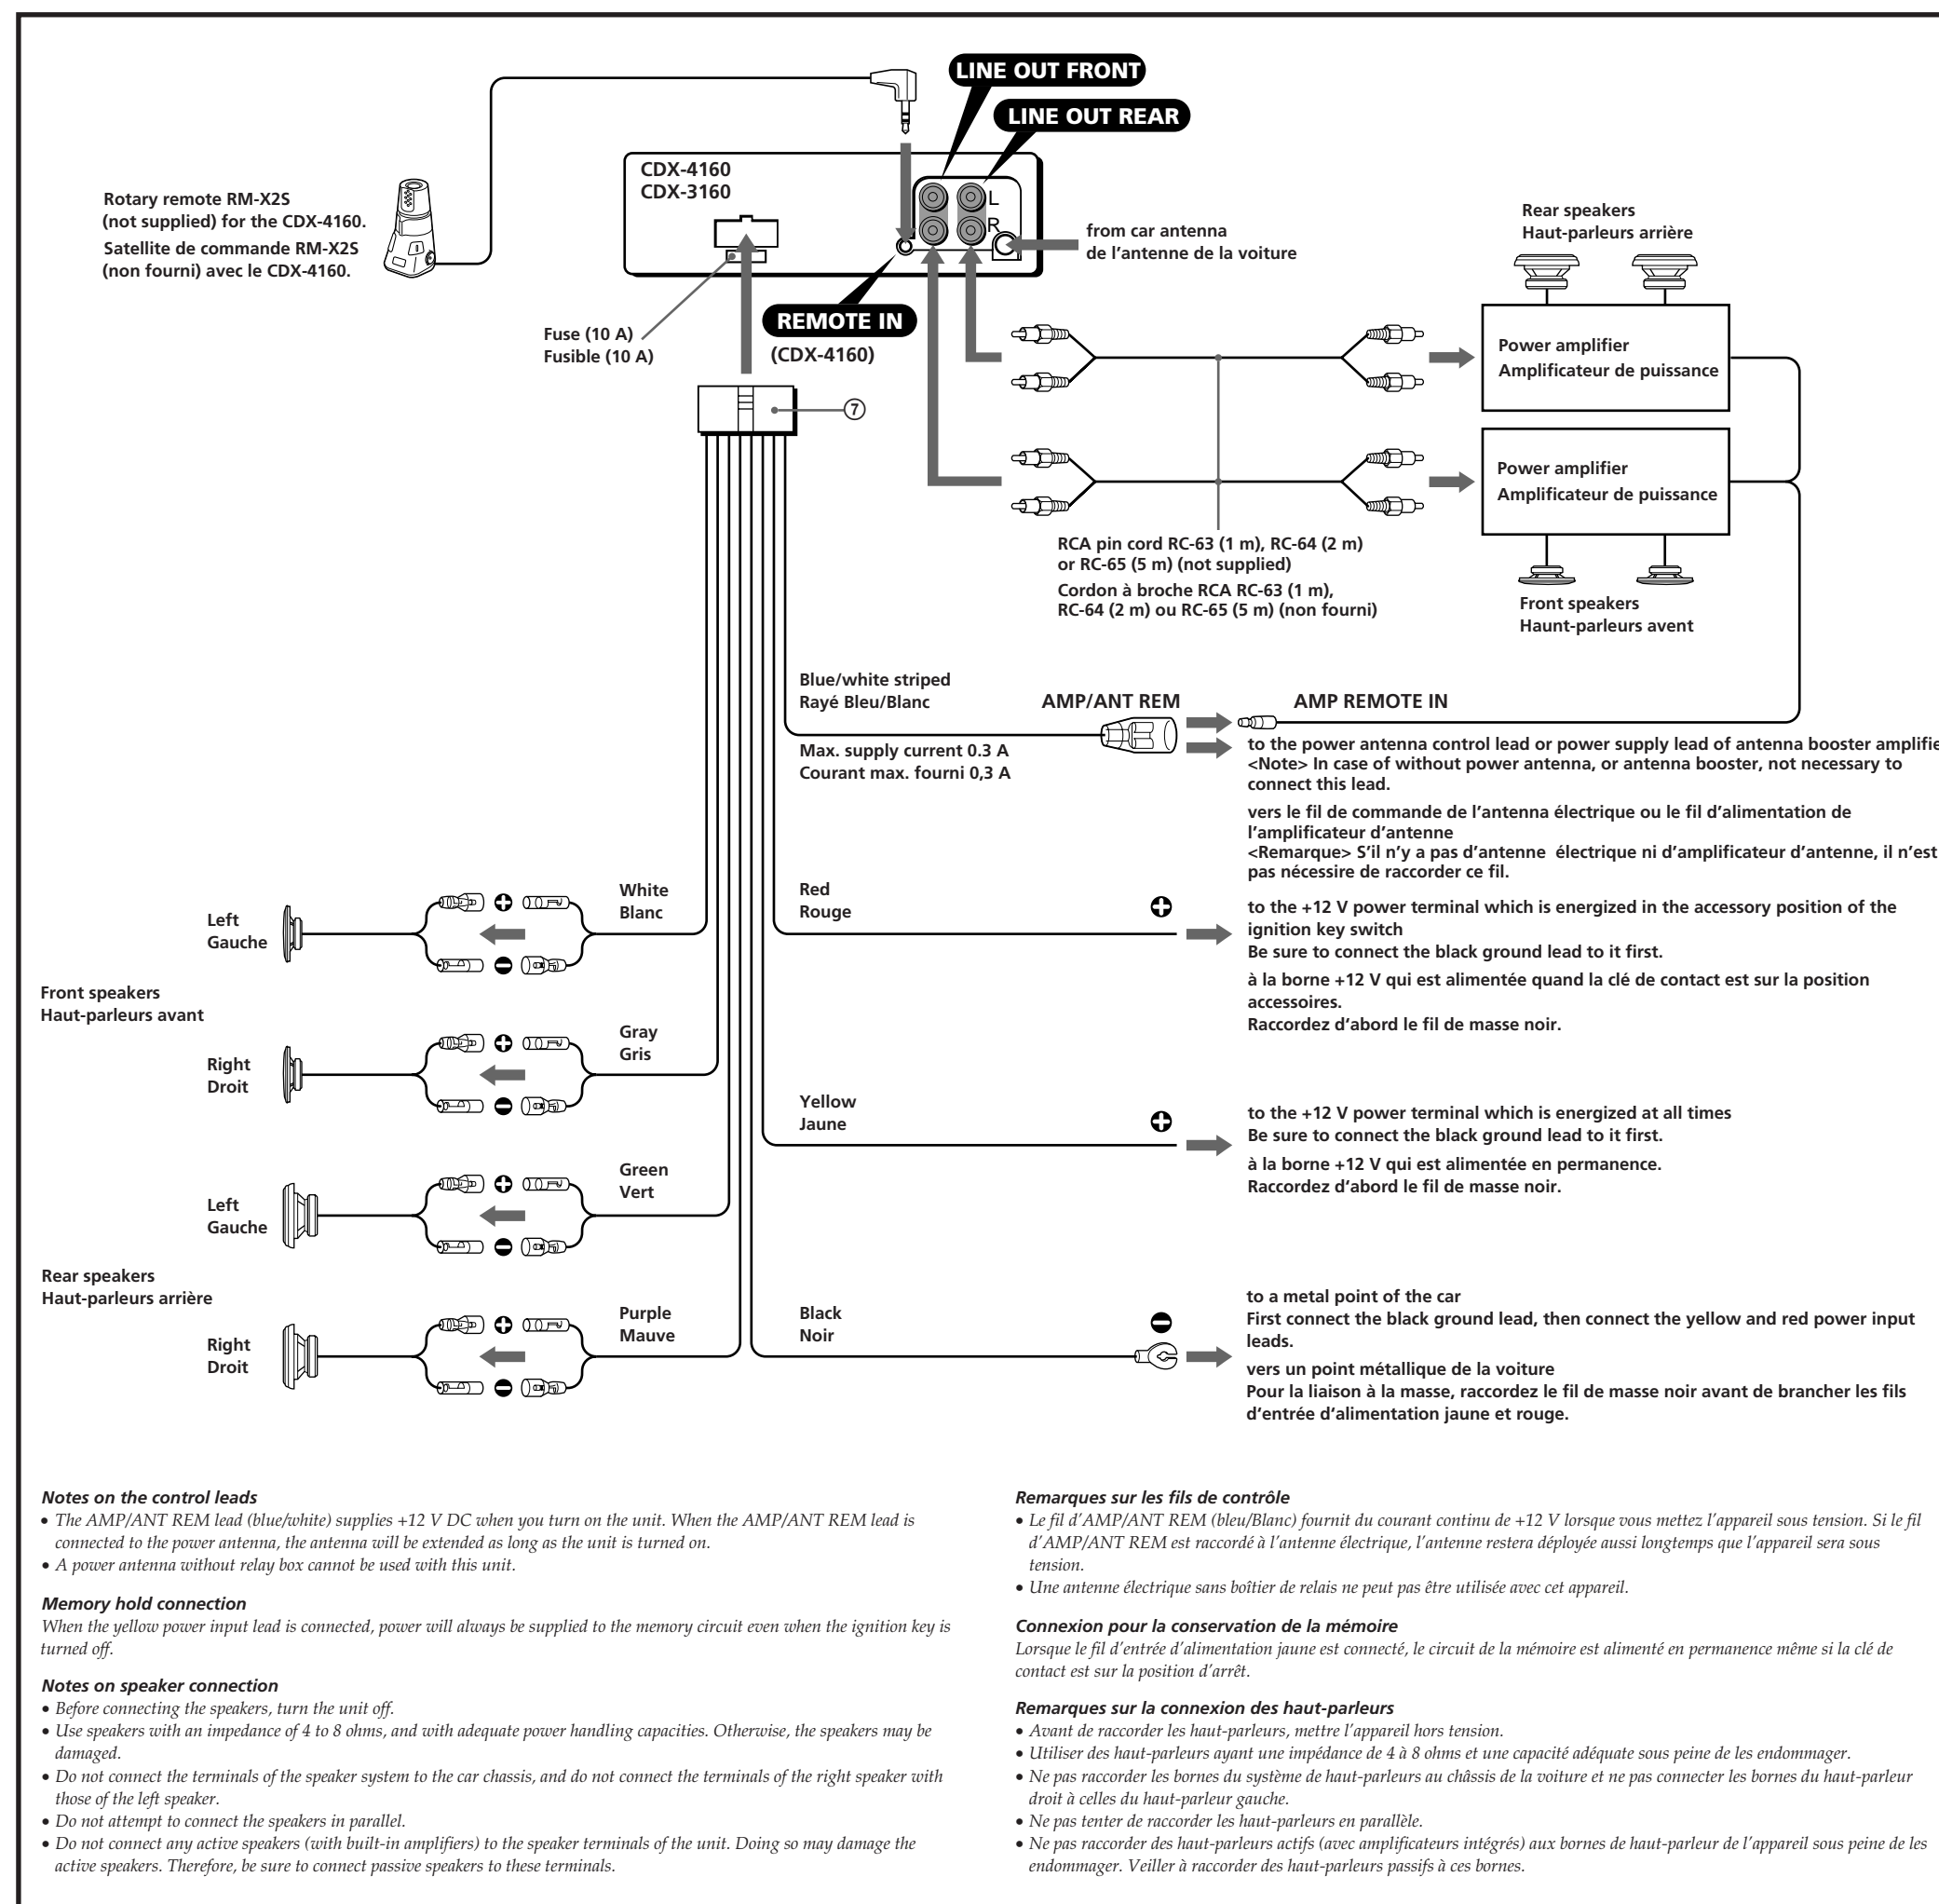 LINE OUT FRONT
LINE OUT REAR
CDX-4160
CDX-3160
L
R
Rotary remote RM-X2S
(not supplied) for the CDX-4160.
Satellite de commande RM-X2S
(non fourni) avec le CDX-4160.
from car antenna
de l'antenne de la voiture
Rear speakers
Haut-parleurs arrière
Fuse (10 A)
Fusible (10 A)
REMOTE IN
(CDX-4160)
Power amplifier
Amplificateur de puissance
7
Power amplifier
Amplificateur de puissance
RCA pin cord RC-63 (1 m), RC-64 (2 m)
or RC-65 (5 m) (not supplied)
Cordon à broche RCA RC-63 (1 m),
RC-64 (2 m) ou RC-65 (5 m) (non fourni)
Front speakers
Haunt-parleurs avent
Blue/white striped
Rayé Bleu/Blanc
Max. supply current 0.3 A
Courant max. fourni 0,3 A
AMP/ANT REM
AMP REMOTE IN
to the power antenna control lead or power supply lead of antenna booster
<Note> In case of without power antenna, or antenna booster, not necessary to
connect this lead.
vers le fil de commande de l'antenna électrique ou le fil d'alimentation de
l'amplificateur d'antenne
<Remarque> S'il n'y a pas d'antenne électrique ni d'amplificateur d'antenne, il n'est
pas nécessire de raccorder ce fil.
White
Blanc
Left
Gauche
Front speakers
Haut-parleurs avant
Gray
Gris
Right
Droit
Green
Vert
Left
Gauche
Rear speakers
Haut-parleurs arrière
Purple
Mauve
Right
Droit
Red
Rouge
to the +12 V power terminal which is energized in the accessory position of the
ignition key switch
Be sure to connect the black ground lead to it first.
à la borne +12 V qui est alimentée quand la clé de contact est sur la position
accessoires.
Raccordez d'abord le fil de masse noir.
Yellow
Jaune
to the +12 V power terminal which is energized at all times
Be sure to connect the black ground lead to it first.
à la borne +12 V qui est alimentée en permanence.
Raccordez d'abord le fil de masse noir.
Black
Noir
to a metal point of the car
First connect the black ground lead, then connect the yellow and red power input
leads.
vers un point métallique de la voiture
Pour la liaison à la masse, raccordez le fil de masse noir avant de brancher les fils
d'entrée d'alimentation jaune et rouge.
Notes on the control leads
• The AMP/ANT REM lead (blue/white) supplies +12 V DC when you turn on the unit. When the AMP/ANT REM lead is
connected to the power antenna, the antenna will be extended as long as the unit is turned on.
• A power antenna without relay box cannot be used with this unit.
Memory hold connection
When the yellow power input lead is connected, power will always be supplied to the memory circuit even when the ignition key is
turned off.
Notes on speaker connection
• Before connecting the speakers, turn the unit off.
• Use speakers with an impedance of 4 to 8 ohms, and with adequate power handling capacities. Otherwise, the speakers may be
damaged.
• Do not connect the terminals of the speaker system to the car chassis, and do not connect the terminals of the right speaker with
those of the left speaker.
• Do not attempt to connect the speakers in parallel.
• Do not connect any active speakers (with built-in amplifiers) to the speaker terminals of the unit. Doing so may damage the
active speakers. Therefore, be sure to connect passive speakers to these terminals.
Remarques sur les fils de contrôle
• Le fil d'AMP/ANT REM (bleu/Blanc) fournit du courant continu de +12 V lorsque vous mettez l'appareil sous tension. Si le fil
d'AMP/ANT REM est raccordé à l'antenne électrique, l'antenne restera déployée aussi longtemps que l'appareil sera sous
tension.
• Une antenne électrique sans boîtier de relais ne peut pas être utilisée avec cet appareil.
Connexion pour la conservation de la mémoire
Lorsque le fil d'entrée d'alimentation jaune est connecté, le circuit de la mémoire est alimenté en permanence même si la clé de
contact est sur la position d'arrêt.
Remarques sur la connexion des haut-parleurs
• Avant de raccorder les haut-parleurs, mettre l'appareil hors tension.
• Utiliser des haut-parleurs ayant une impédance de 4 à 8 ohms et une capacité adéquate sous peine de les endommager.
• Ne pas raccorder les bornes du système de haut-parleurs au châssis de la voiture et ne pas connecter les bornes du haut-parleur
droit à celles du haut-parleur gauche.
• Ne pas tenter de raccorder les haut-parleurs en parallèle.
• Ne pas raccorder des haut-parleurs actifs (avec amplificateurs intégrés) aux bornes de haut-parleur de l'appareil sous peine de les
endommager. Veiller à raccorder des haut-parleurs passifs à ces bornes.